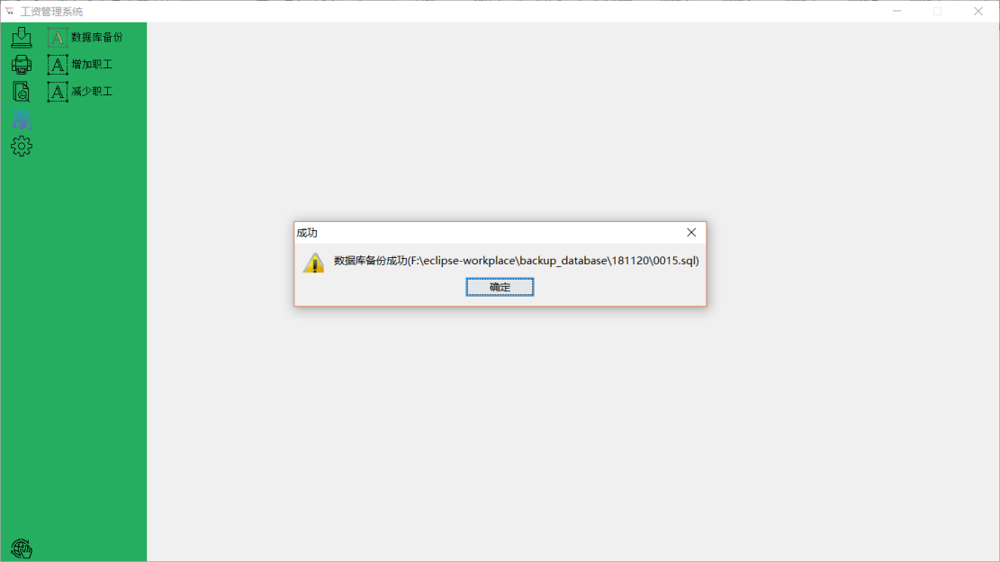 工资管理系统
数据库备份
增加职工
减少职工
成功
数据库备份成功(F:\eclipse-workplace\backup_database\181120\0015.sql)
确定